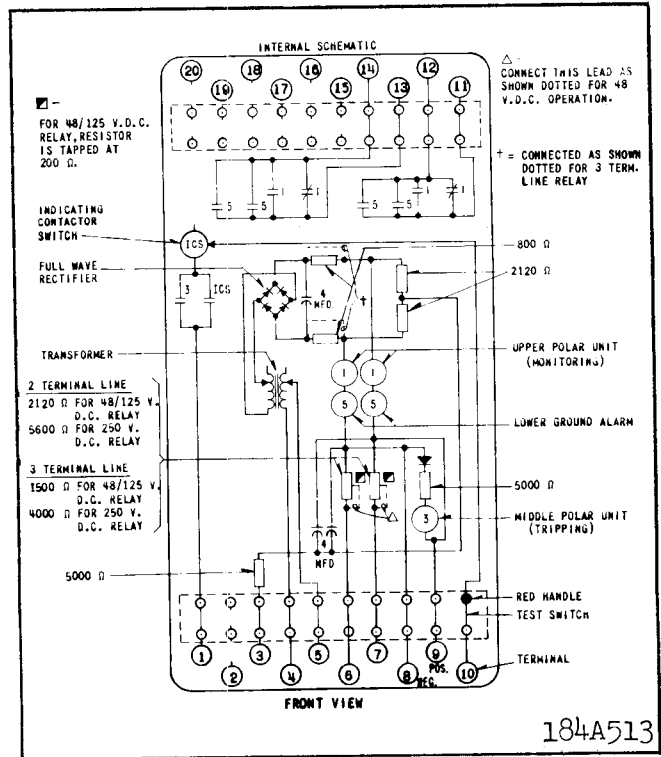 INTERNAL SCHEMATIC
20
19
18
17
16
15
14
13
12
11
◪ -
FOR 48/125 V.D.C.
RELAY, RESISTOR
IS TAPPED AT
200 Ω.
△ -
CONNECT THIS LEAD AS
SHOWN DOTTED FOR 48
V.D.C. OPERATION.
† = CONNECTED AS SHOWN
DOTTED FOR 3 TERM.
LINE RELAY
5
5
1
1
5
5
1
1
INDICATING
CONTACTOR
SWITCH
ICS
FULL WAVE
RECTIFIER
3
ICS
4
MFD.
†
800 Ω
2120 Ω
TRANSFORMER
1
1
UPPER POLAR UNIT
(MONITORING)
5
5
LOWER GROUND ALARM
2 TERMINAL LINE
2120 Ω FOR 48/125 V.
D.C. RELAY
5600 Ω FOR 250 V.
D.C. RELAY
3 TERMINAL LINE
1500 Ω FOR 48/125 V.
D.C. RELAY
4000 Ω FOR 250 V.
D.C. RELAY
◪
◪
△
5000 Ω
3
MIDDLE POLAR UNIT
(TRIPPING)
4
MFD
5000 Ω
RED HANDLE
TEST SWITCH
TERMINAL
1
2
3
4
5
6
7
8
NEG.
9
POS.
10
FRONT VIEW
184A513